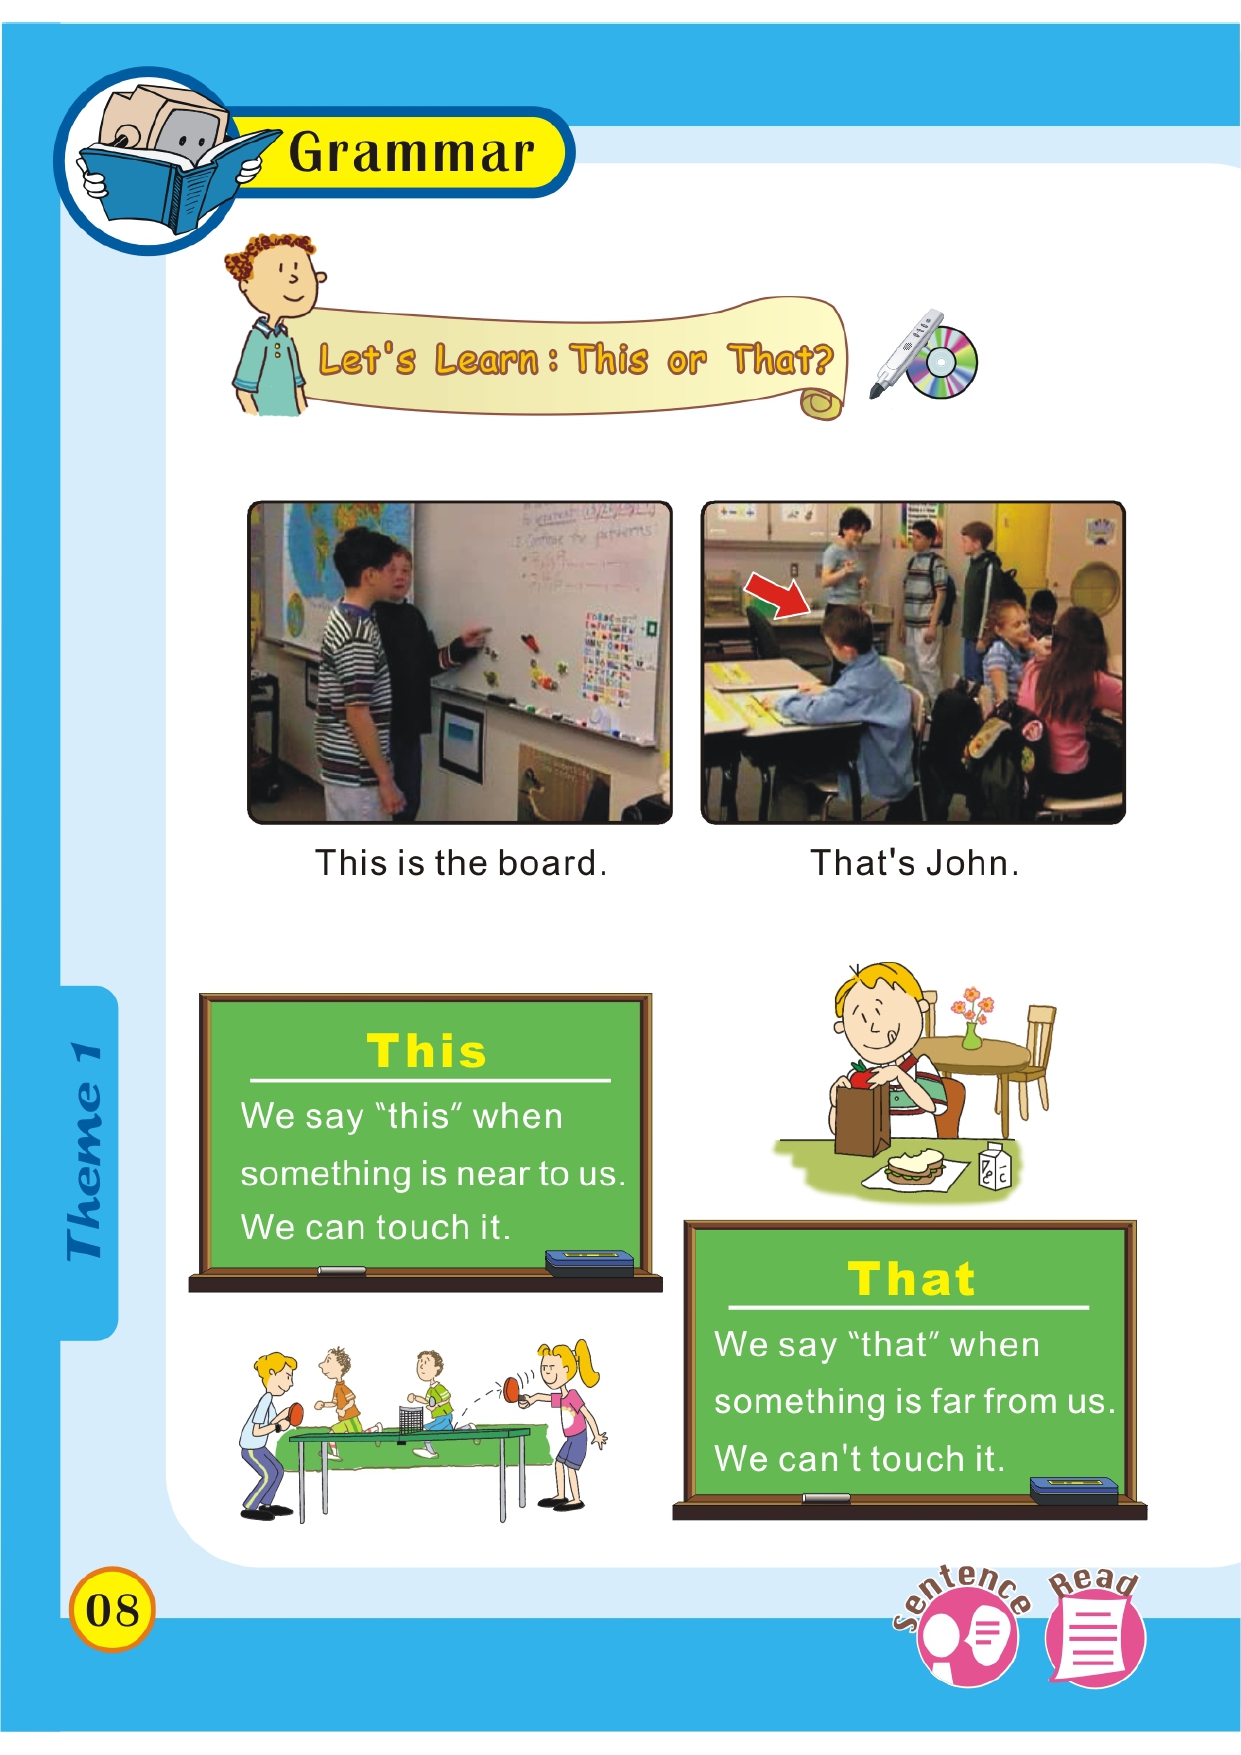 Grammar
Let's Learn : This or That?
This is the board.
That's John.
This
We say “this” when
something is near to us.
We can touch it.
That
We say “that” when
something is far from us.
We can't touch it.
Theme 1
08
Sentence
Read